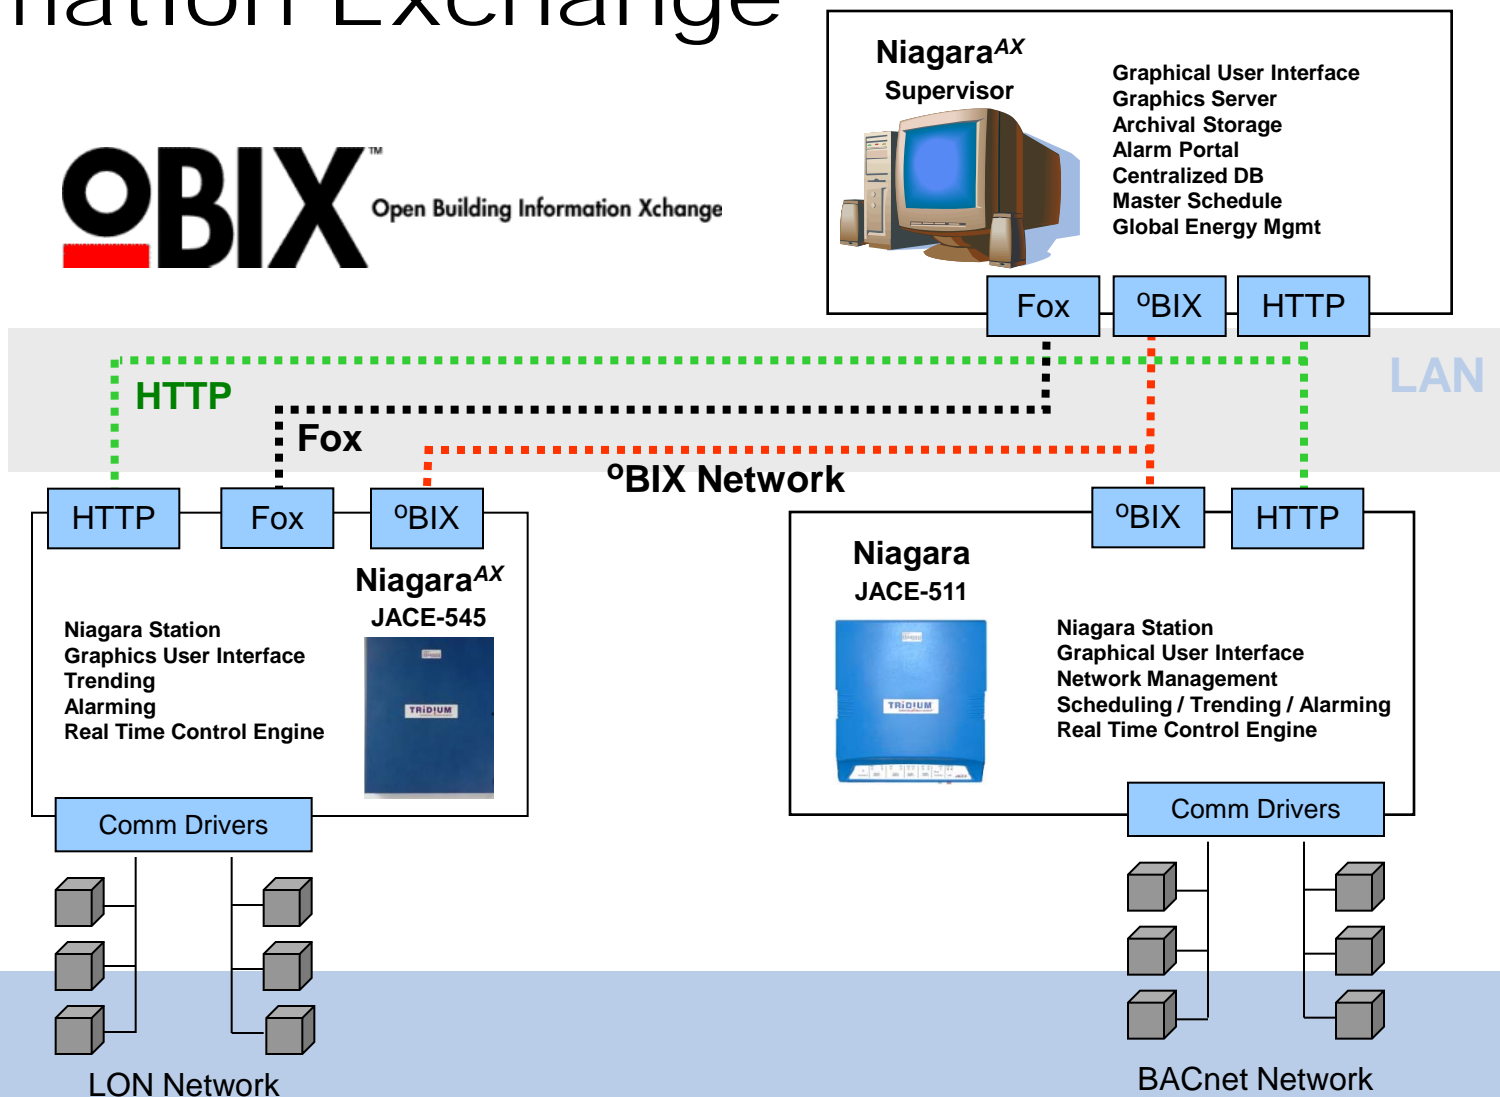 nation Exchange
Niagara AX
Supervisor
Graphical User Interface
Graphics Server
Archival Storage
Alarm Portal
Centralized DB
Master Schedule
Global Energy Mgmt
oBIX™
Open Building Information Xchange
Fox
oBIX
HTTP
LAN
HTTP
Fox
oBIX Network
HTTP
Fox
oBIX
Niagara AX
JACE-545
Niagara Station
Graphics User Interface
Trending
Alarming
Real Time Control Engine
TRIDIUM
Comm Drivers
LON Network
oBIX
HTTP
Niagara
JACE-511
Niagara Station
Graphical User Interface
Network Management
Scheduling / Trending / Alarming
Real Time Control Engine
TRIDIUM
Comm Drivers
BACnet Network